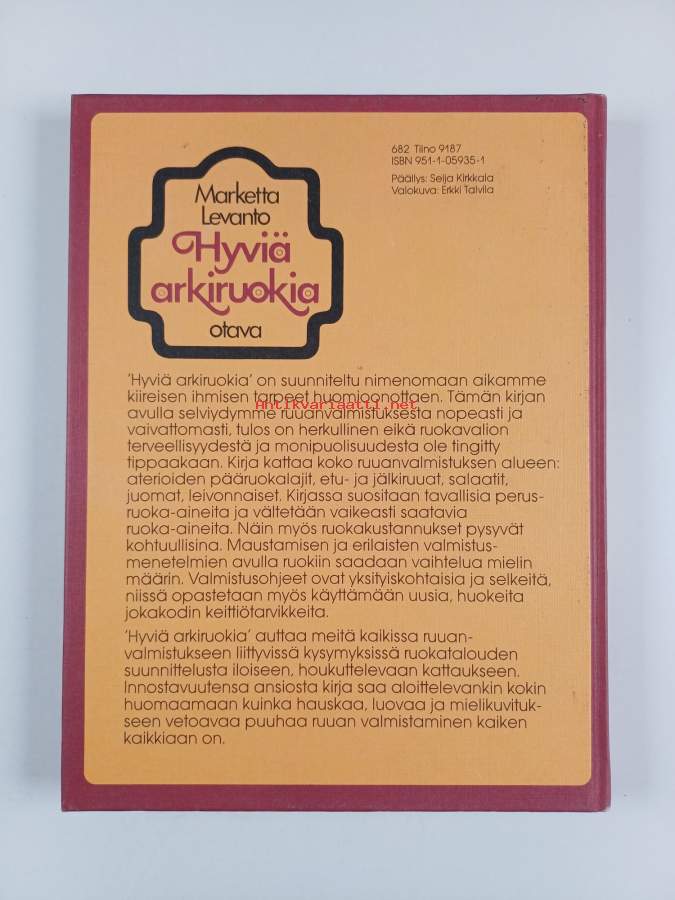 682 Tilno 9187
ISBN 951-1-05935-1
Päällys: Seija Kirkkala
Valokuva: Erkki Talvila
Marketta
Levanto
Hyviä
arkiruokia
otava
'Hyviä arkiruokia' on suunniteltu nimenomaan aikamme
kiireisen ihmisen tarpeet huomioonottaen. Tämän kirjan
Antikvariaatti.net
avulla selviydymme ruuanvalmistuksesta nopeasti ja
vaivattomasti, tulos on herkullinen eikä ruokavalion
terveellisyydestä ja monipuolisuudesta ole tingitty
tippaakaan. Kirja kattaa koko ruuanvalmistuksen alueen:
aterioiden pääruokalajit, etu- ja jälkiruuat, salaatit,
juomat, leivonnaiset. Kirjassa suositaan tavallisia perus-
ruoka-aineita ja vältetään vaikeasti saatavia
ruoka-aineita. Näin myös ruokakustannukset pysyvät
kohtuullisina. Maustamisen ja erilaisten valmistus-
menetelmien avulla ruokiin saadaan vaihtelua mielin
määrin. Valmistusohjeet ovat yksityiskohtaisia ja selkeitä,
niissä opastetaan myös käyttämään uusia, huokeita
jokakodin keittiötarvikkeita.
'Hyviä arkiruokia' auttaa meitä kaikissa ruuan-
valmistukseen liittyvissä kysymyksissä ruokatalouden
suunnittelusta iloiseen, houkuttelevaan kattaukseen.
Innostavuutensa ansiosta kirja saa aloittelevankin kokin
huomaamaan kuinka hauskaa, luovaa ja mielikuvituk-
seen vetoavaa puuhaa ruuan valmistaminen kaiken
kaikkiaan on.